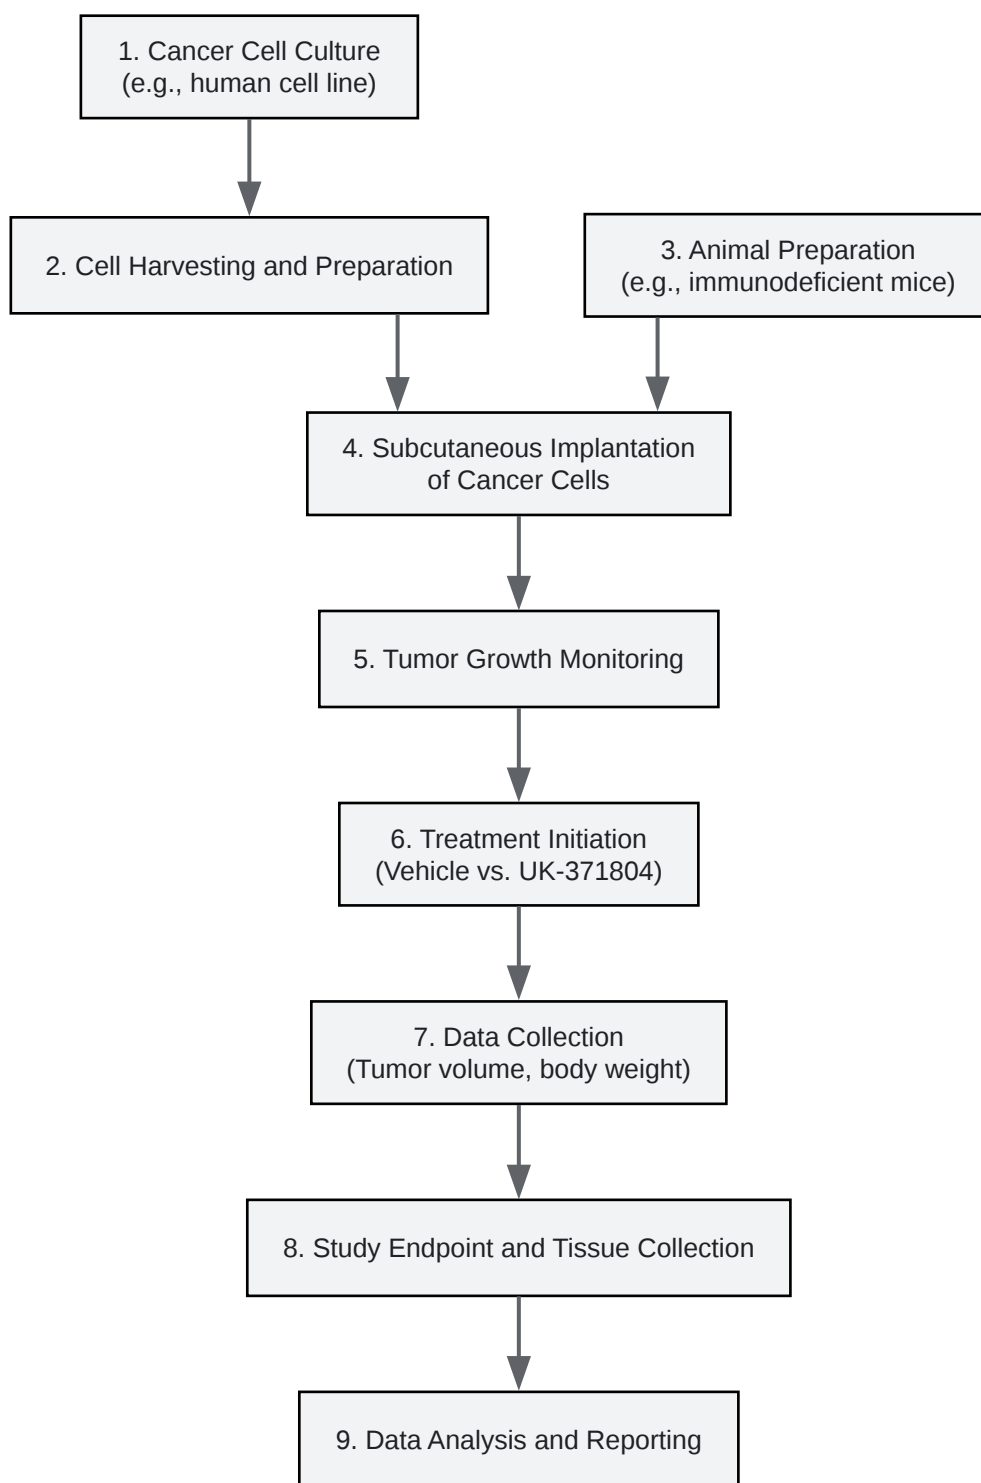 1. Cancer Cell Culture
(e.g., human cell line)
2. Cell Harvesting and Preparation
3. Animal Preparation
(e.g., immunodeficient mice)
4. Subcutaneous Implantation
of Cancer Cells
5. Tumor Growth Monitoring
6. Treatment Initiation
(Vehicle vs. UK-371804)
7. Data Collection
(Tumor volume, body weight)
8. Study Endpoint and Tissue Collection
9. Data Analysis and Reporting